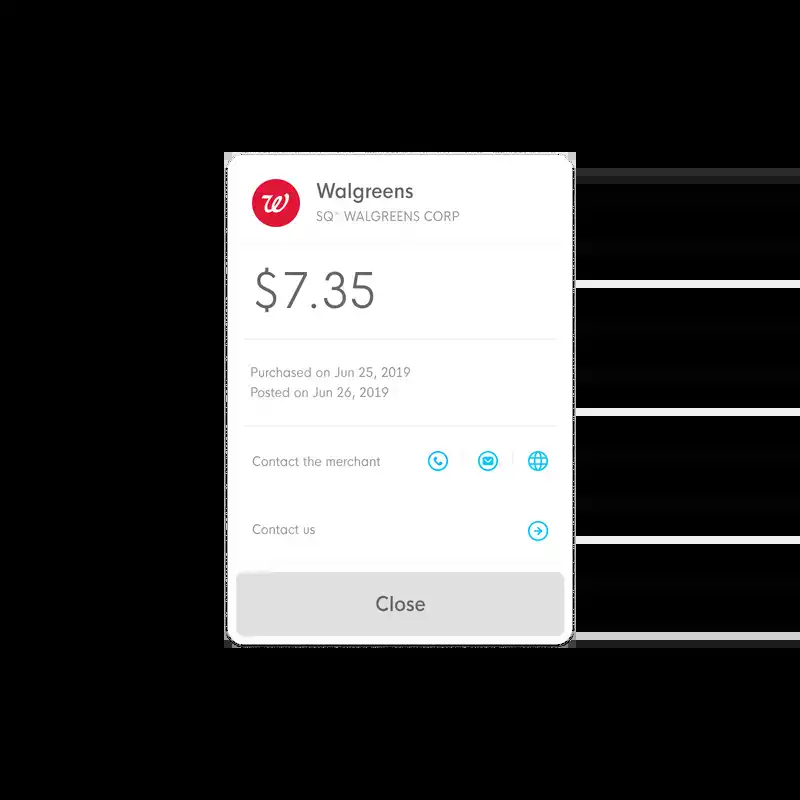 Walgreens
SQ* WALGREENS CORP
$7.35
Purchased on Jun 25, 2019
Posted on Jun 26, 2019
Contact the merchant
Contact us
Close